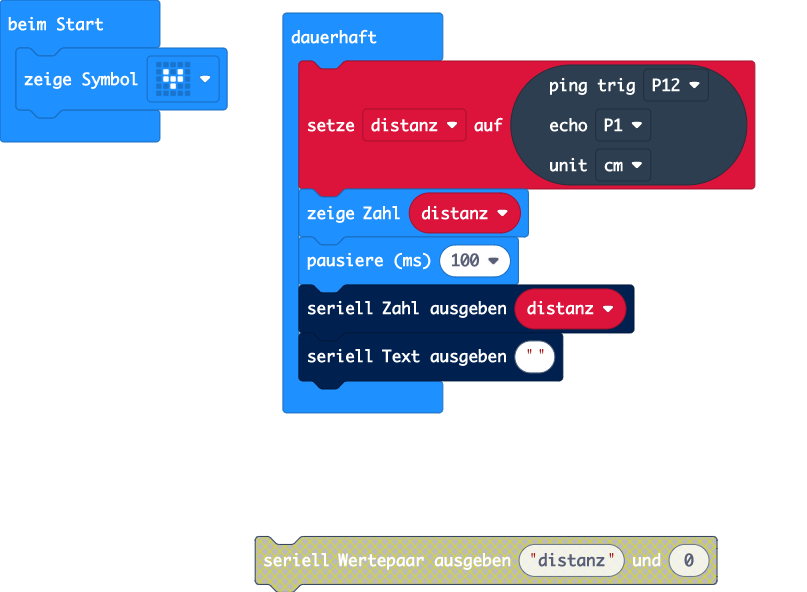 beim Start
zeige Symbol
dauerhaft
setze distanz auf
ping trig P12
echo P1
unit cm
zeige Zahl distanz
pausiere (ms) 100
seriell Zahl ausgeben distanz
seriell Text ausgeben " "
seriell Wertepaar ausgeben "distanz" und 0